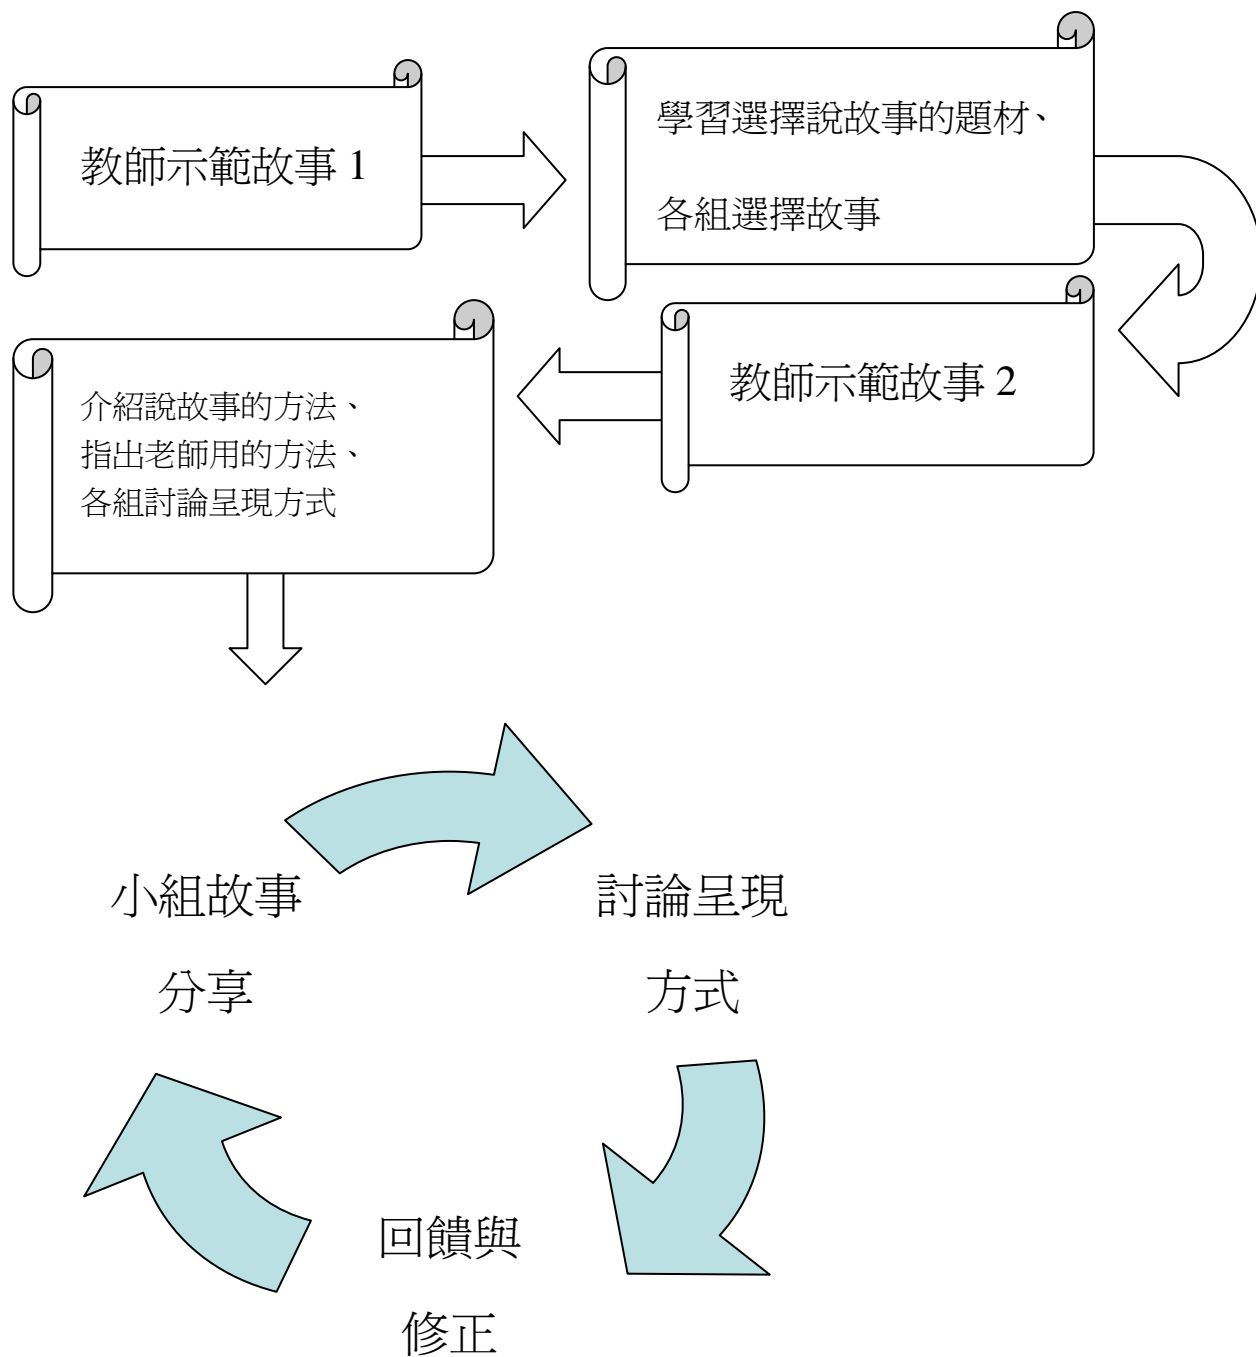 教師示範故事 1
學習選擇說故事的題材、
各組選擇故事
教師示範故事 2
介紹說故事的方法、
指出老師用的方法、
各組討論呈現方式
小組故事
分享
討論呈現
方式
回饋與
修正